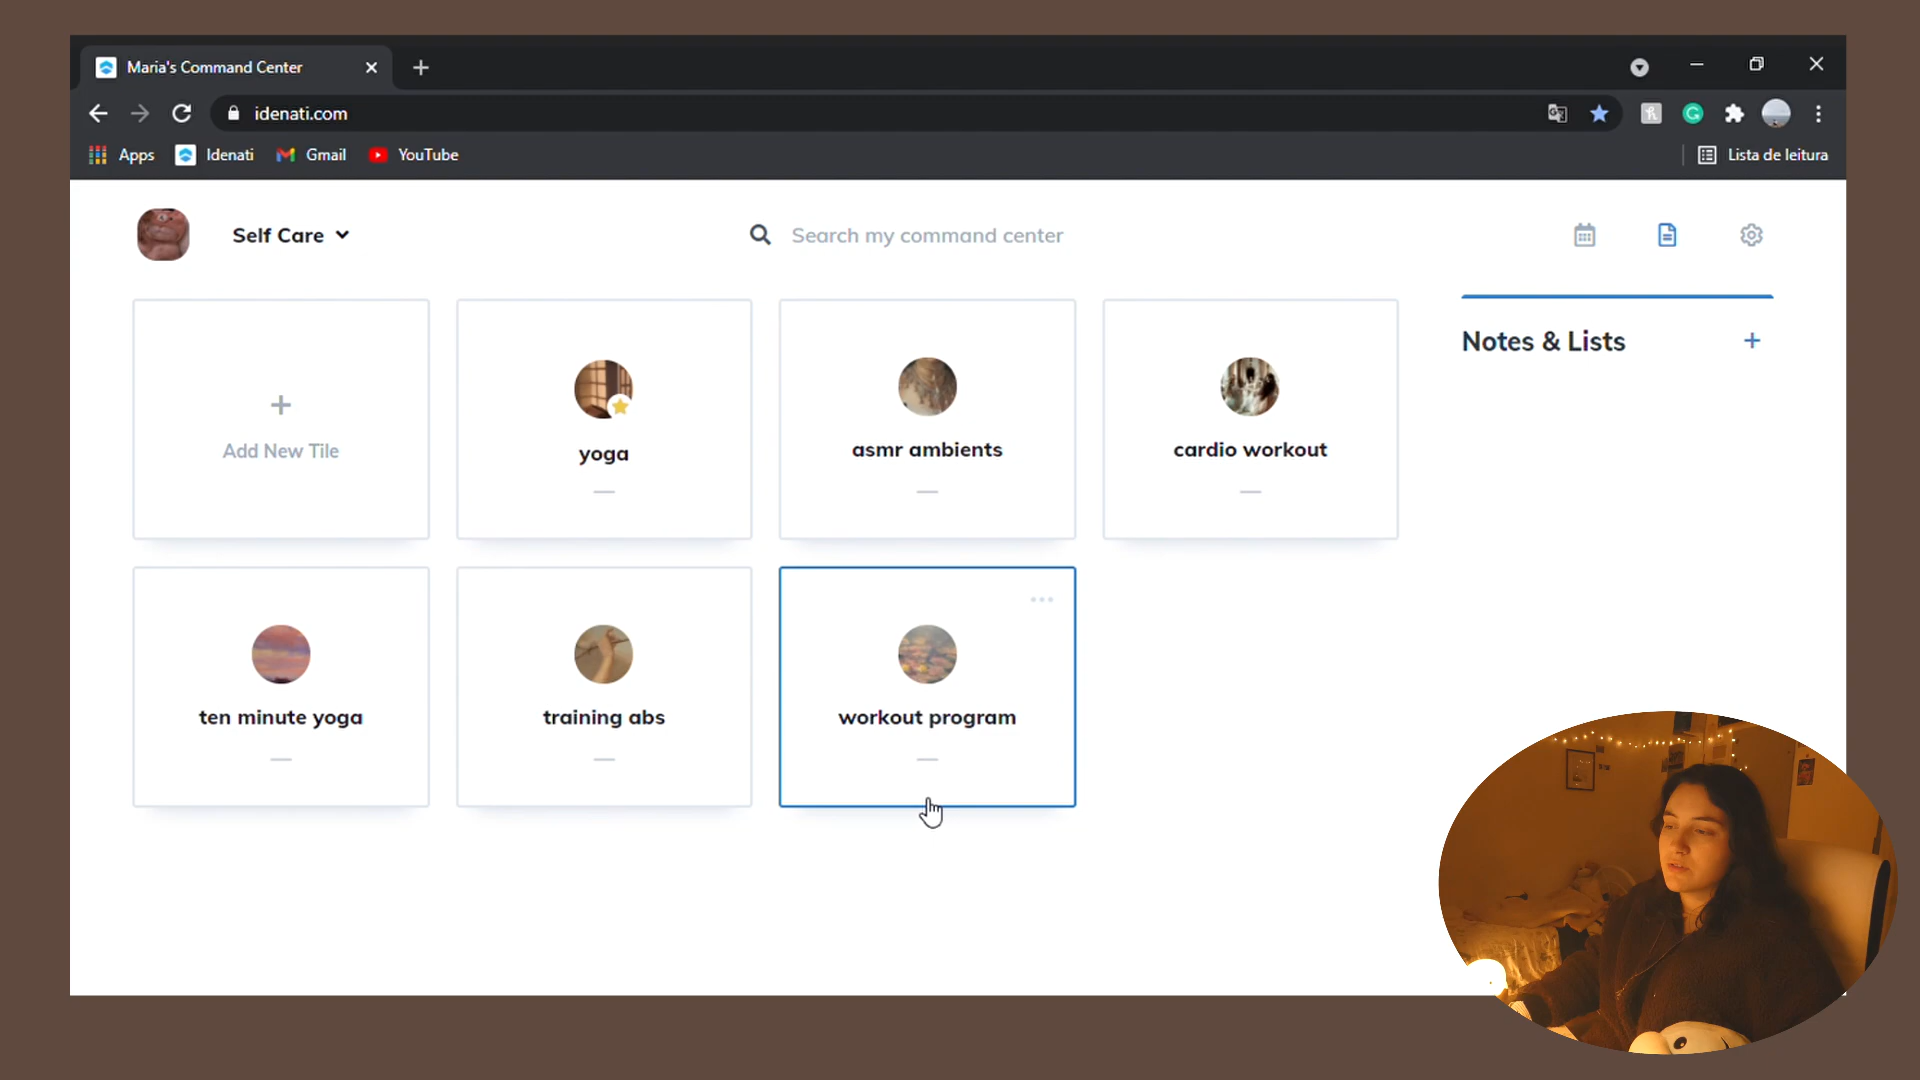 Maria's Command Center
idenati.com
Apps
Idenati
Gmail
YouTube
Lista de leitura
Self Care
Search my command center
Add New Tile
yoga
asmr ambients
cardio workout
Notes & Lists
ten minute yoga
training abs
workout program